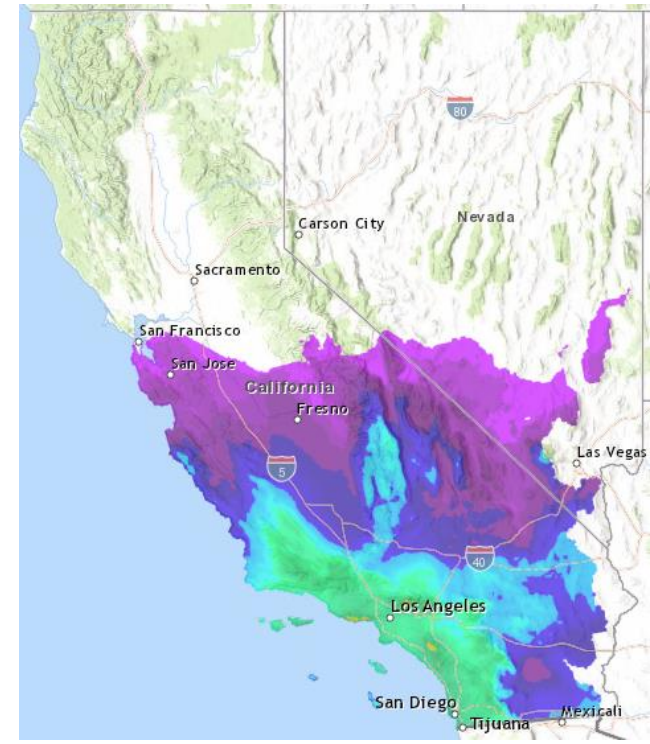 80
Carson City
Nevada
Sacramento
San Francisco
San Jose
California
Fresno
5
Las Vegas
40
Los Angeles
San Diego
Mexicali
Tijuana